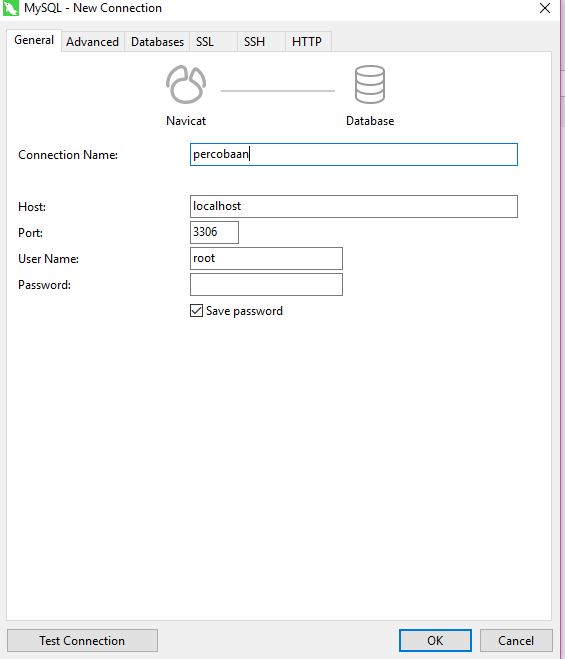 MySQL - New Connection
General Advanced Databases SSL SSH HTTP
Navicat Database
Connection Name: percobaan
Host: localhost
Port: 3306
User Name: root
Password:
Save password
Test Connection OK Cancel